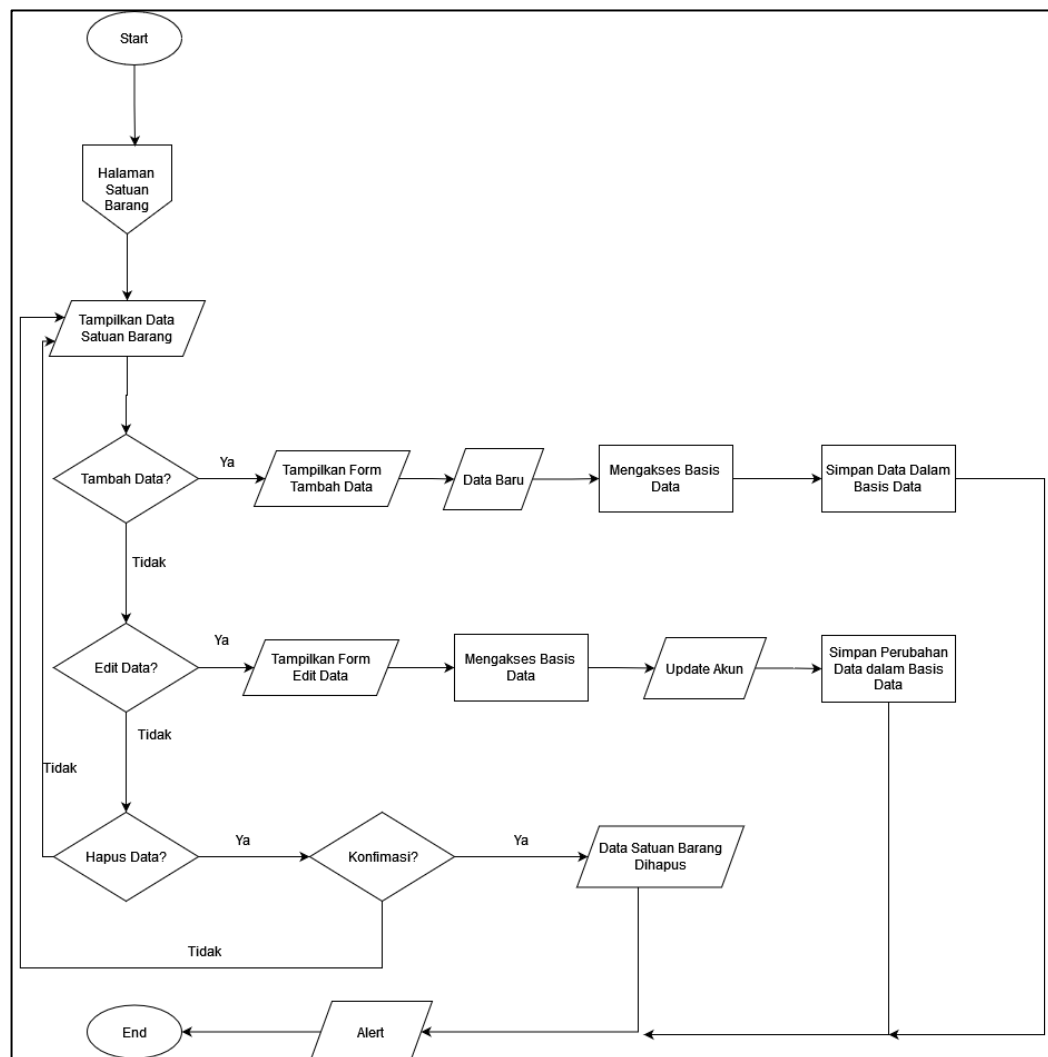 Start
Halaman
Satuan
Barang
Tampilkan Data
Satuan Barang
Tambah Data?
Ya
Tampilkan Form
Tambah Data
Data Baru
Mengakses Basis
Data
Simpan Data Dalam
Basis Data
Tidak
Edit Data?
Ya
Tampilkan Form
Edit Data
Mengakses Basis
Data
Update Akun
Simpan Perubahan
Data dalam Basis
Data
Tidak
Tidak
Hapus Data?
Ya
Konfimasi?
Ya
Data Satuan Barang
Dihapus
Tidak
End
Alert